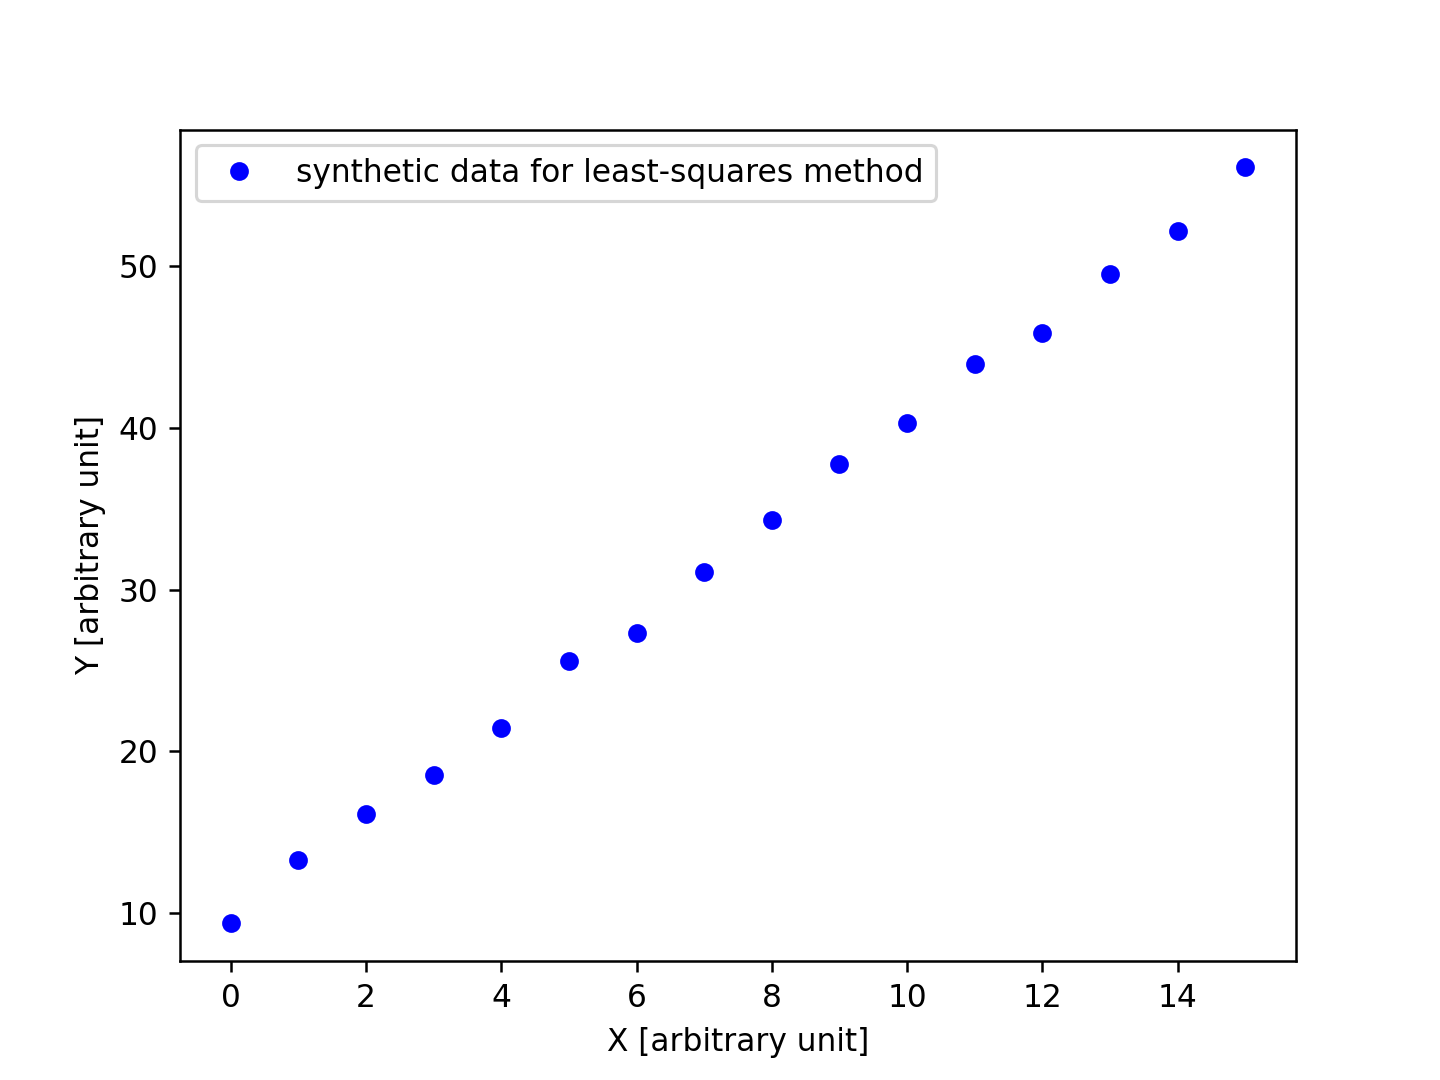 synthetic data for least-squares method
50
40
30
20
10
Y [arbitrary unit]
0 2 4 6 8 10 12 14
X [arbitrary unit]